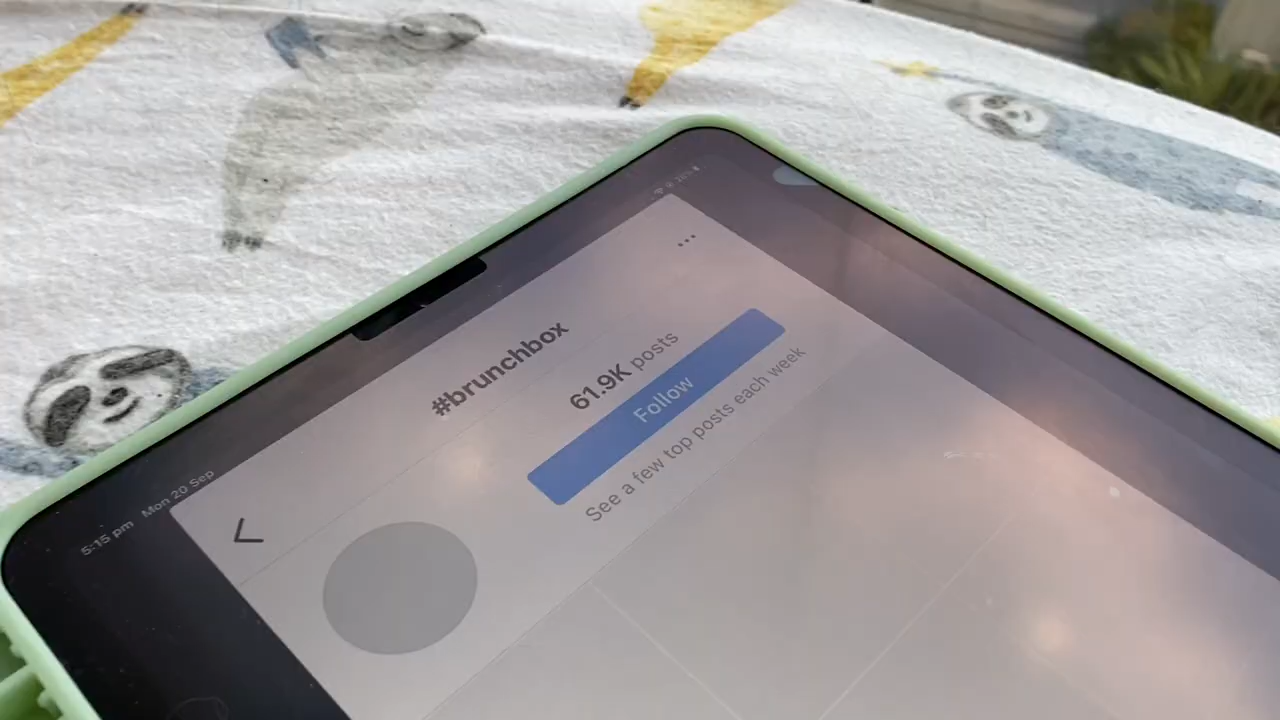 5:15 pm Mon 20 Sep
#brunchbox
61.9K posts
Follow
See a few top posts each week